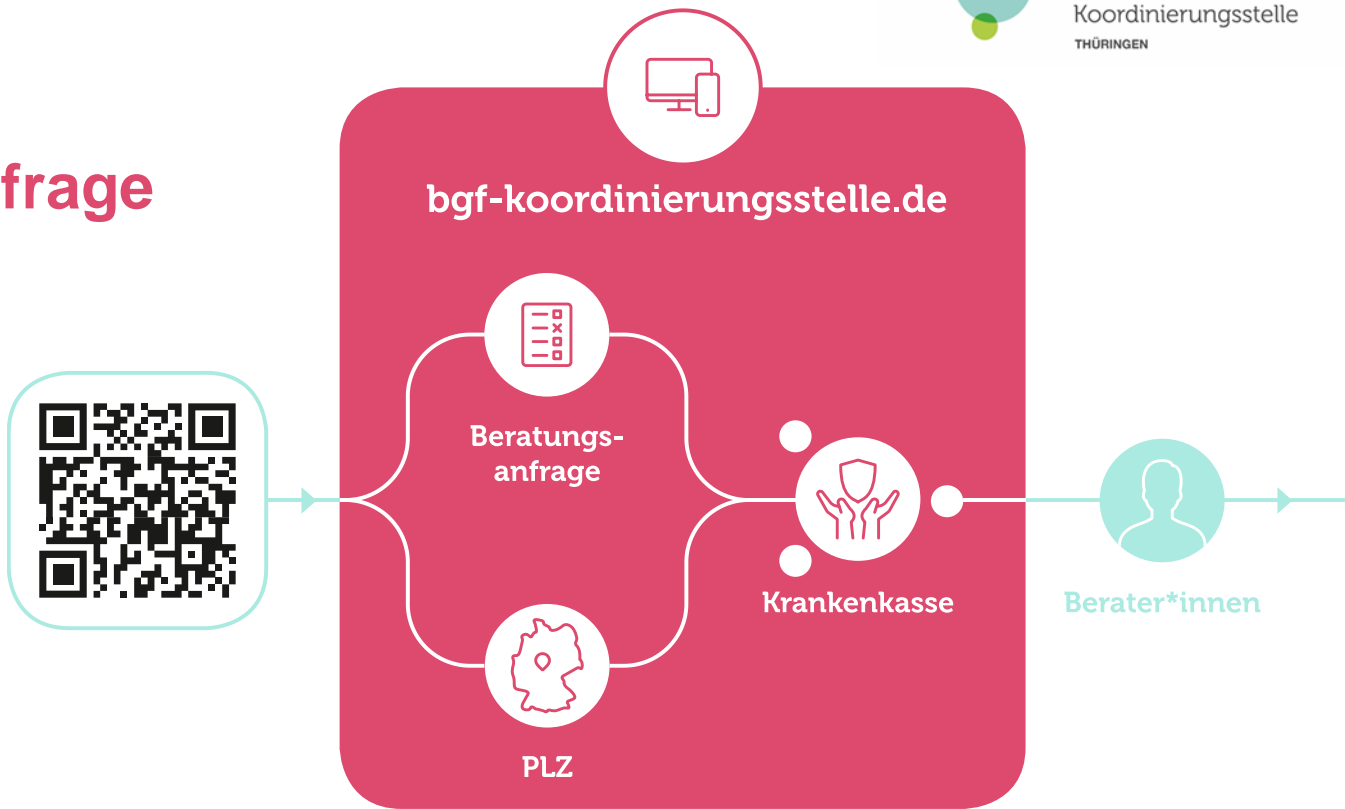 Koordinierungsstelle
THÜRINGEN
frage
bgf-koordinierungsstelle.de
Beratungs-
anfrage
Krankenkasse
Berater*innen
PLZ